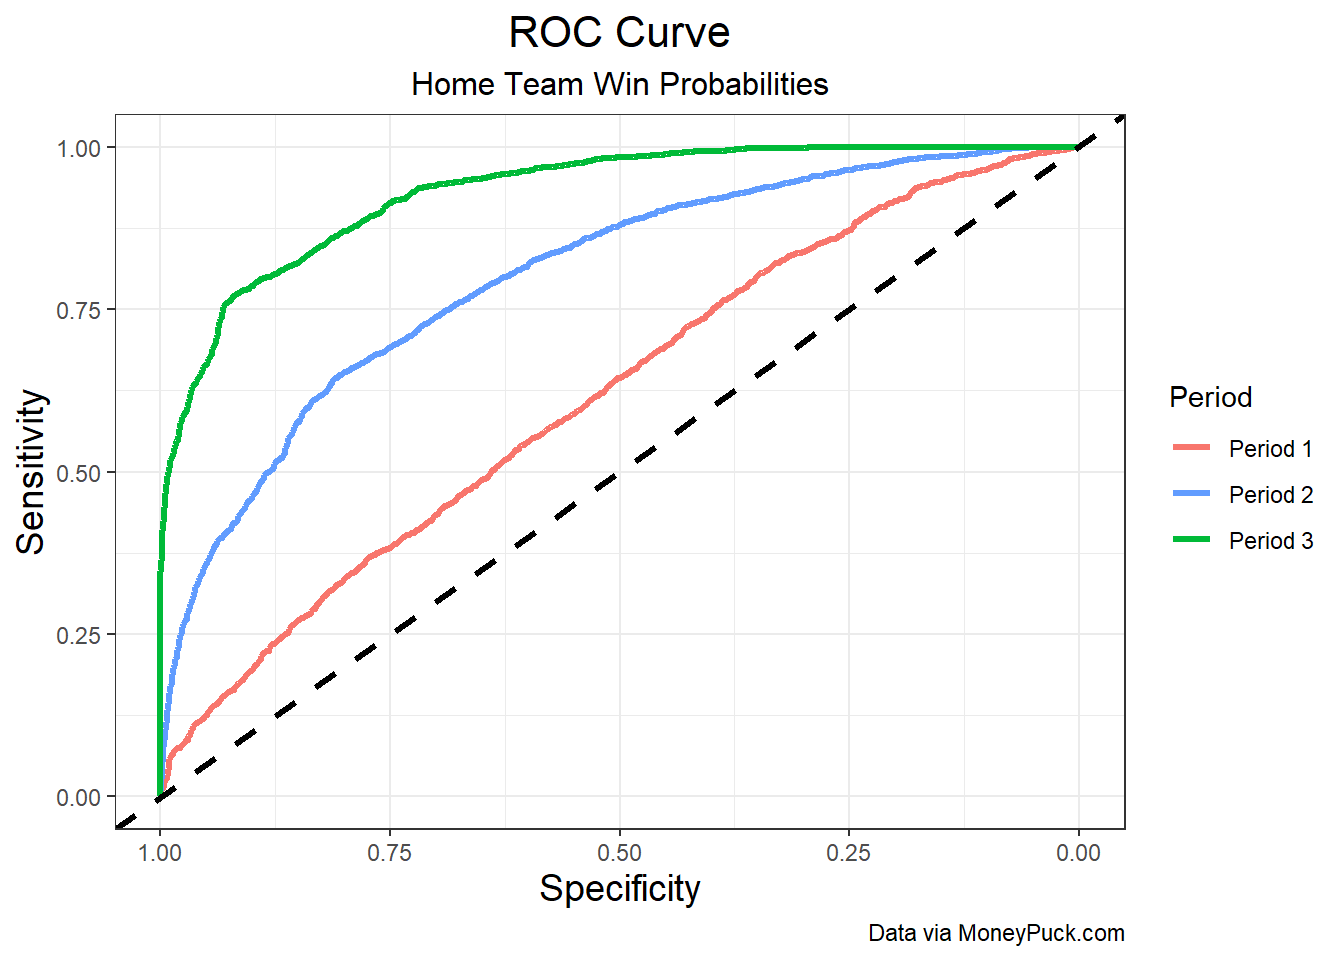 ROC Curve
Home Team Win Probabilities
1.00
0.75
0.50
0.25
0.00
Sensitivity
1.00 0.75 0.50 0.25 0.00
Specificity
Period
Period 1
Period 2
Period 3
Data via MoneyPuck.com